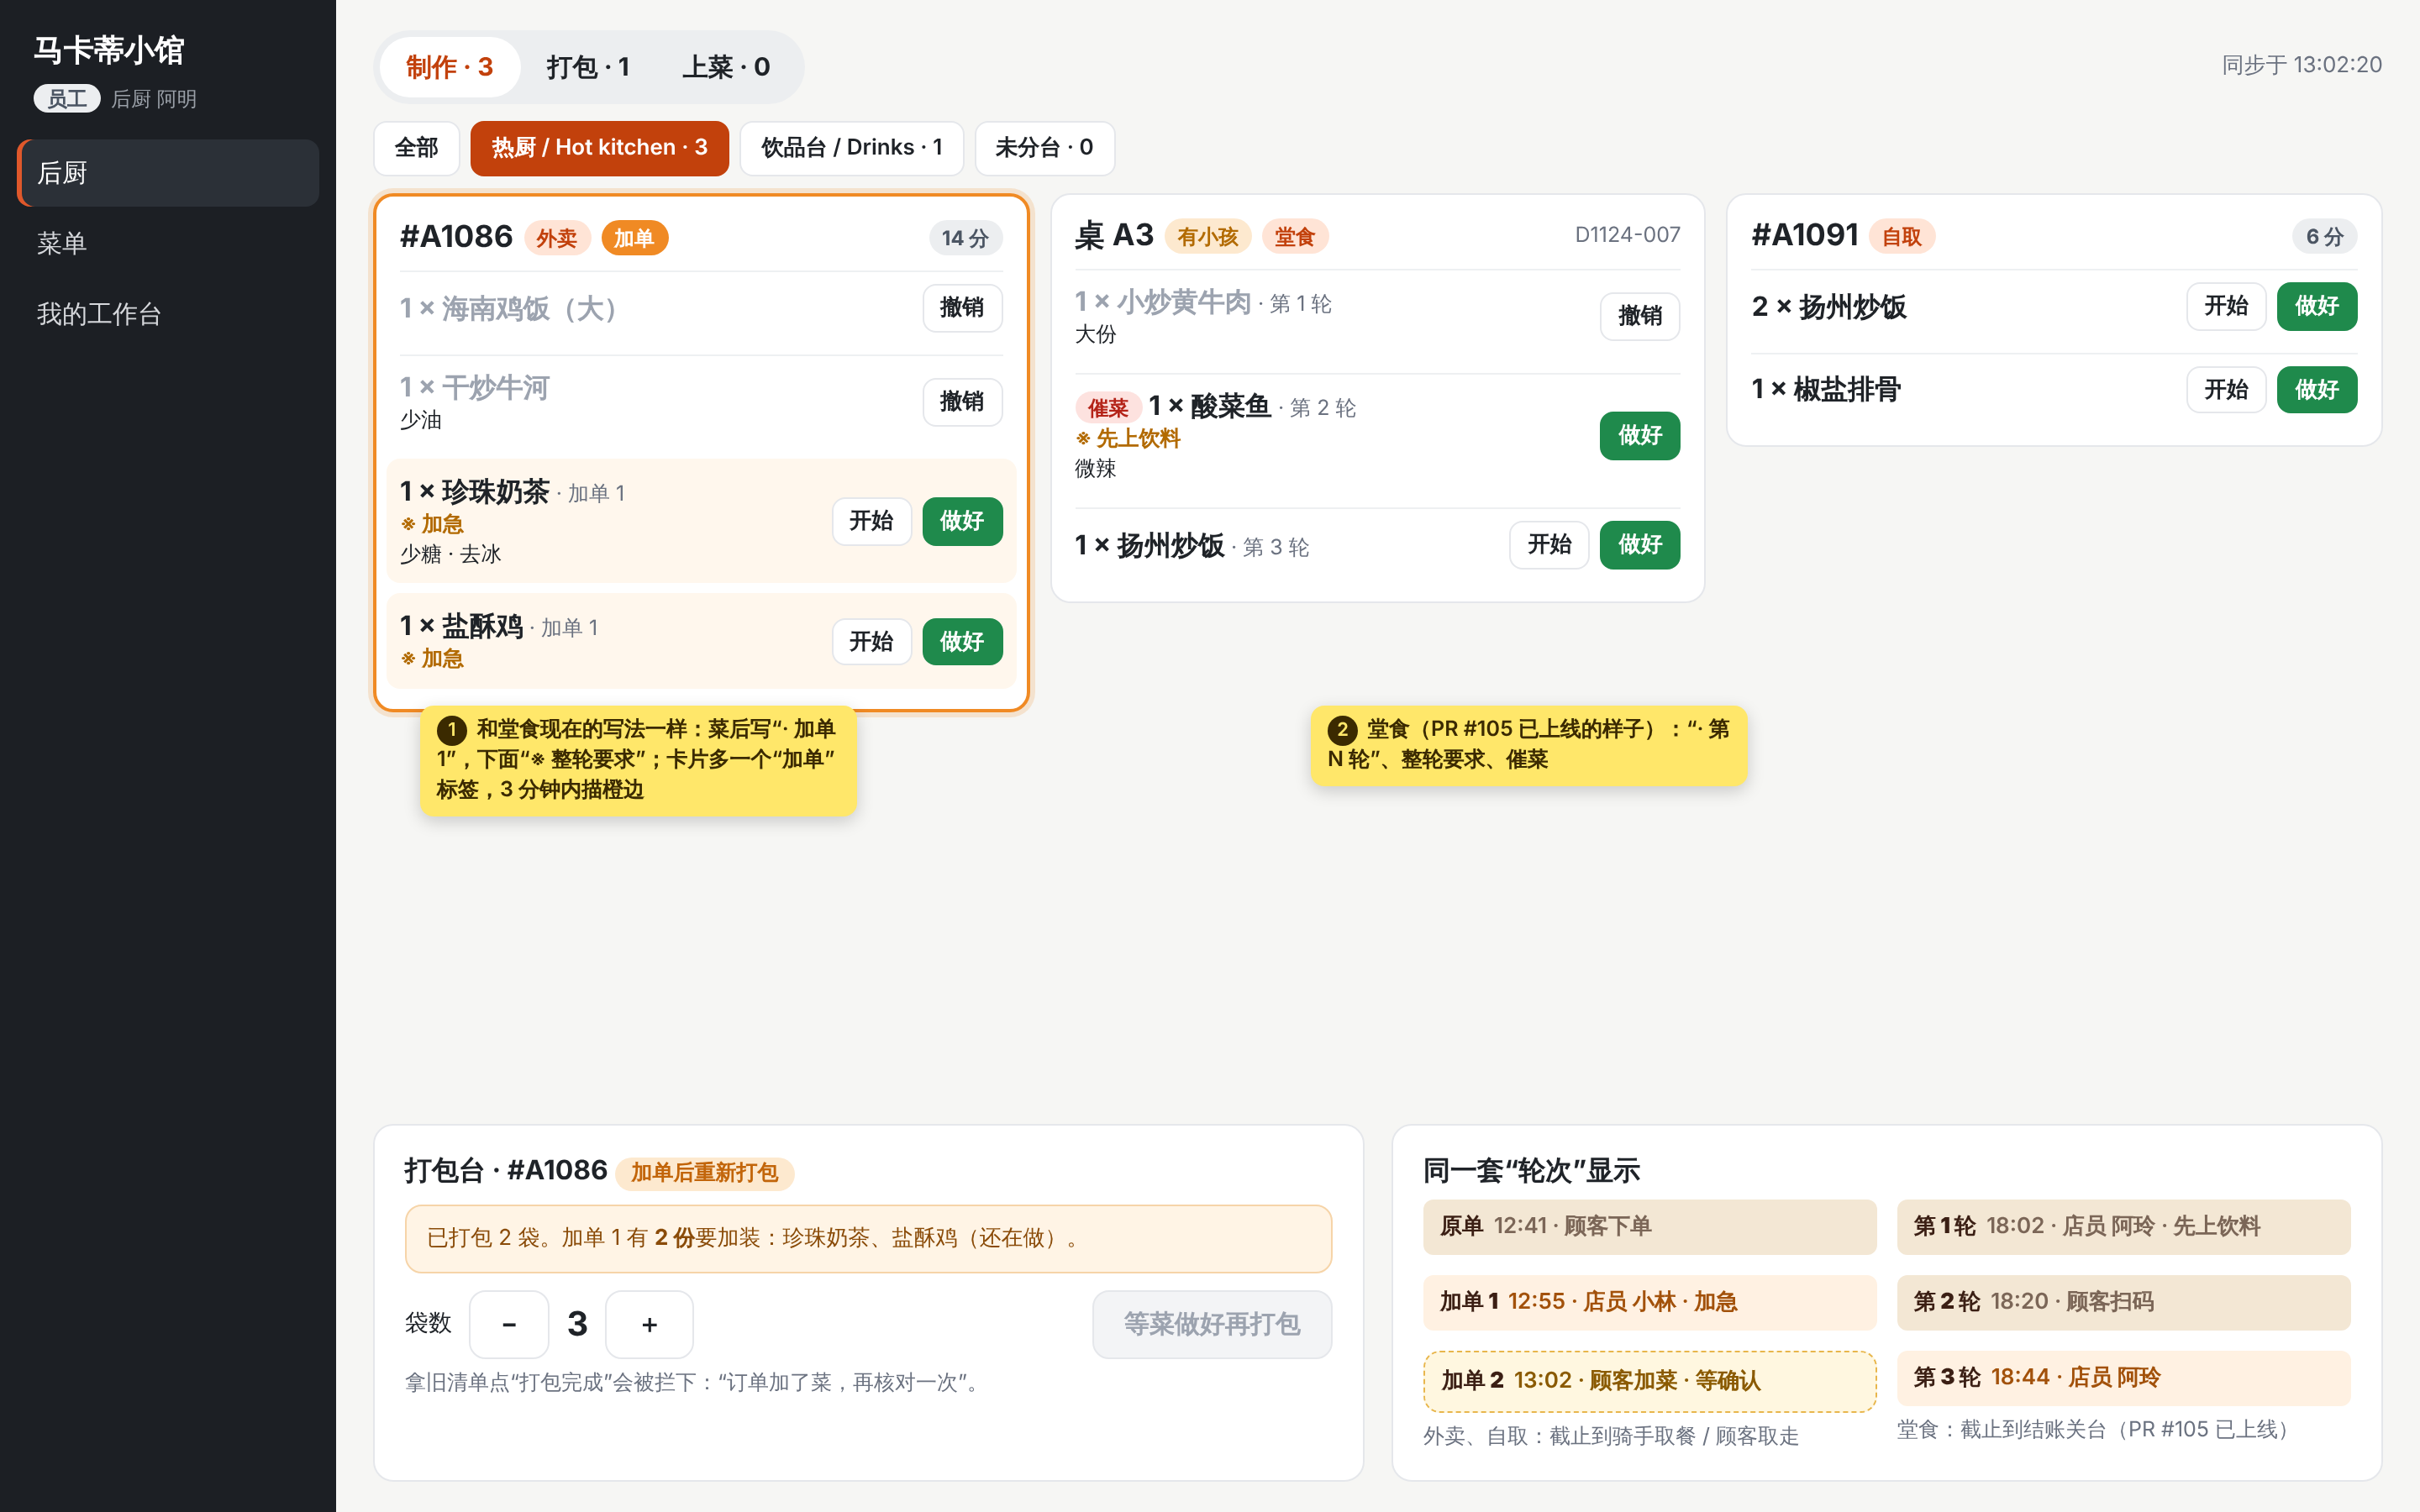 马卡蒂小馆
员工 后厨 阿明
后厨
菜单
我的工作台
制作 · 3 打包 · 1 上菜 · 0
同步于 13:02:20
全部 热厨 / Hot kitchen · 3 饮品台 / Drinks · 1 未分台 · 0
#A1086 外卖 加单 14 分
1 × 海南鸡饭（大） 撤销
1 × 干炒牛河 撤销
少油
1 × 珍珠奶茶 · 加单 1
※ 加急
少糖 · 去冰
开始 做好
1 × 盐酥鸡 · 加单 1
※ 加急
开始 做好
桌 A3 有小孩 堂食 D1124-007
1 × 小炒黄牛肉 · 第 1 轮
大份
撤销
催菜 1 × 酸菜鱼 · 第 2 轮
※ 先上饮料
微辣
做好
1 × 扬州炒饭 · 第 3 轮 开始 做好
#A1091 自取 6 分
2 × 扬州炒饭 开始 做好
1 × 椒盐排骨 开始 做好
1 和堂食现在的写法一样：菜后写“· 加单
1”，下面“※ 整轮要求”；卡片多一个“加单”
标签，3 分钟内描橙边
2 堂食（PR #105 已上线的样子）：“· 第
N 轮”、整轮要求、催菜
打包台 · #A1086 加单后重新打包
已打包 2 袋。加单 1 有 2 份要加装：珍珠奶茶、盐酥鸡（还在做）。
袋数 − 3 + 等菜做好再打包
拿旧清单点“打包完成”会被拦下：“订单加了菜，再核对一次”。
同一套“轮次”显示
原单 12:41 · 顾客下单
加单 1 12:55 · 店员 小林 · 加急
加单 2 13:02 · 顾客加菜 · 等确认
外卖、自取：截止到骑手取餐 / 顾客取走
第 1 轮 18:02 · 店员 阿玲 · 先上饮料
第 2 轮 18:20 · 顾客扫码
第 3 轮 18:44 · 店员 阿玲
堂食：截止到结账关台（PR #105 已上线）